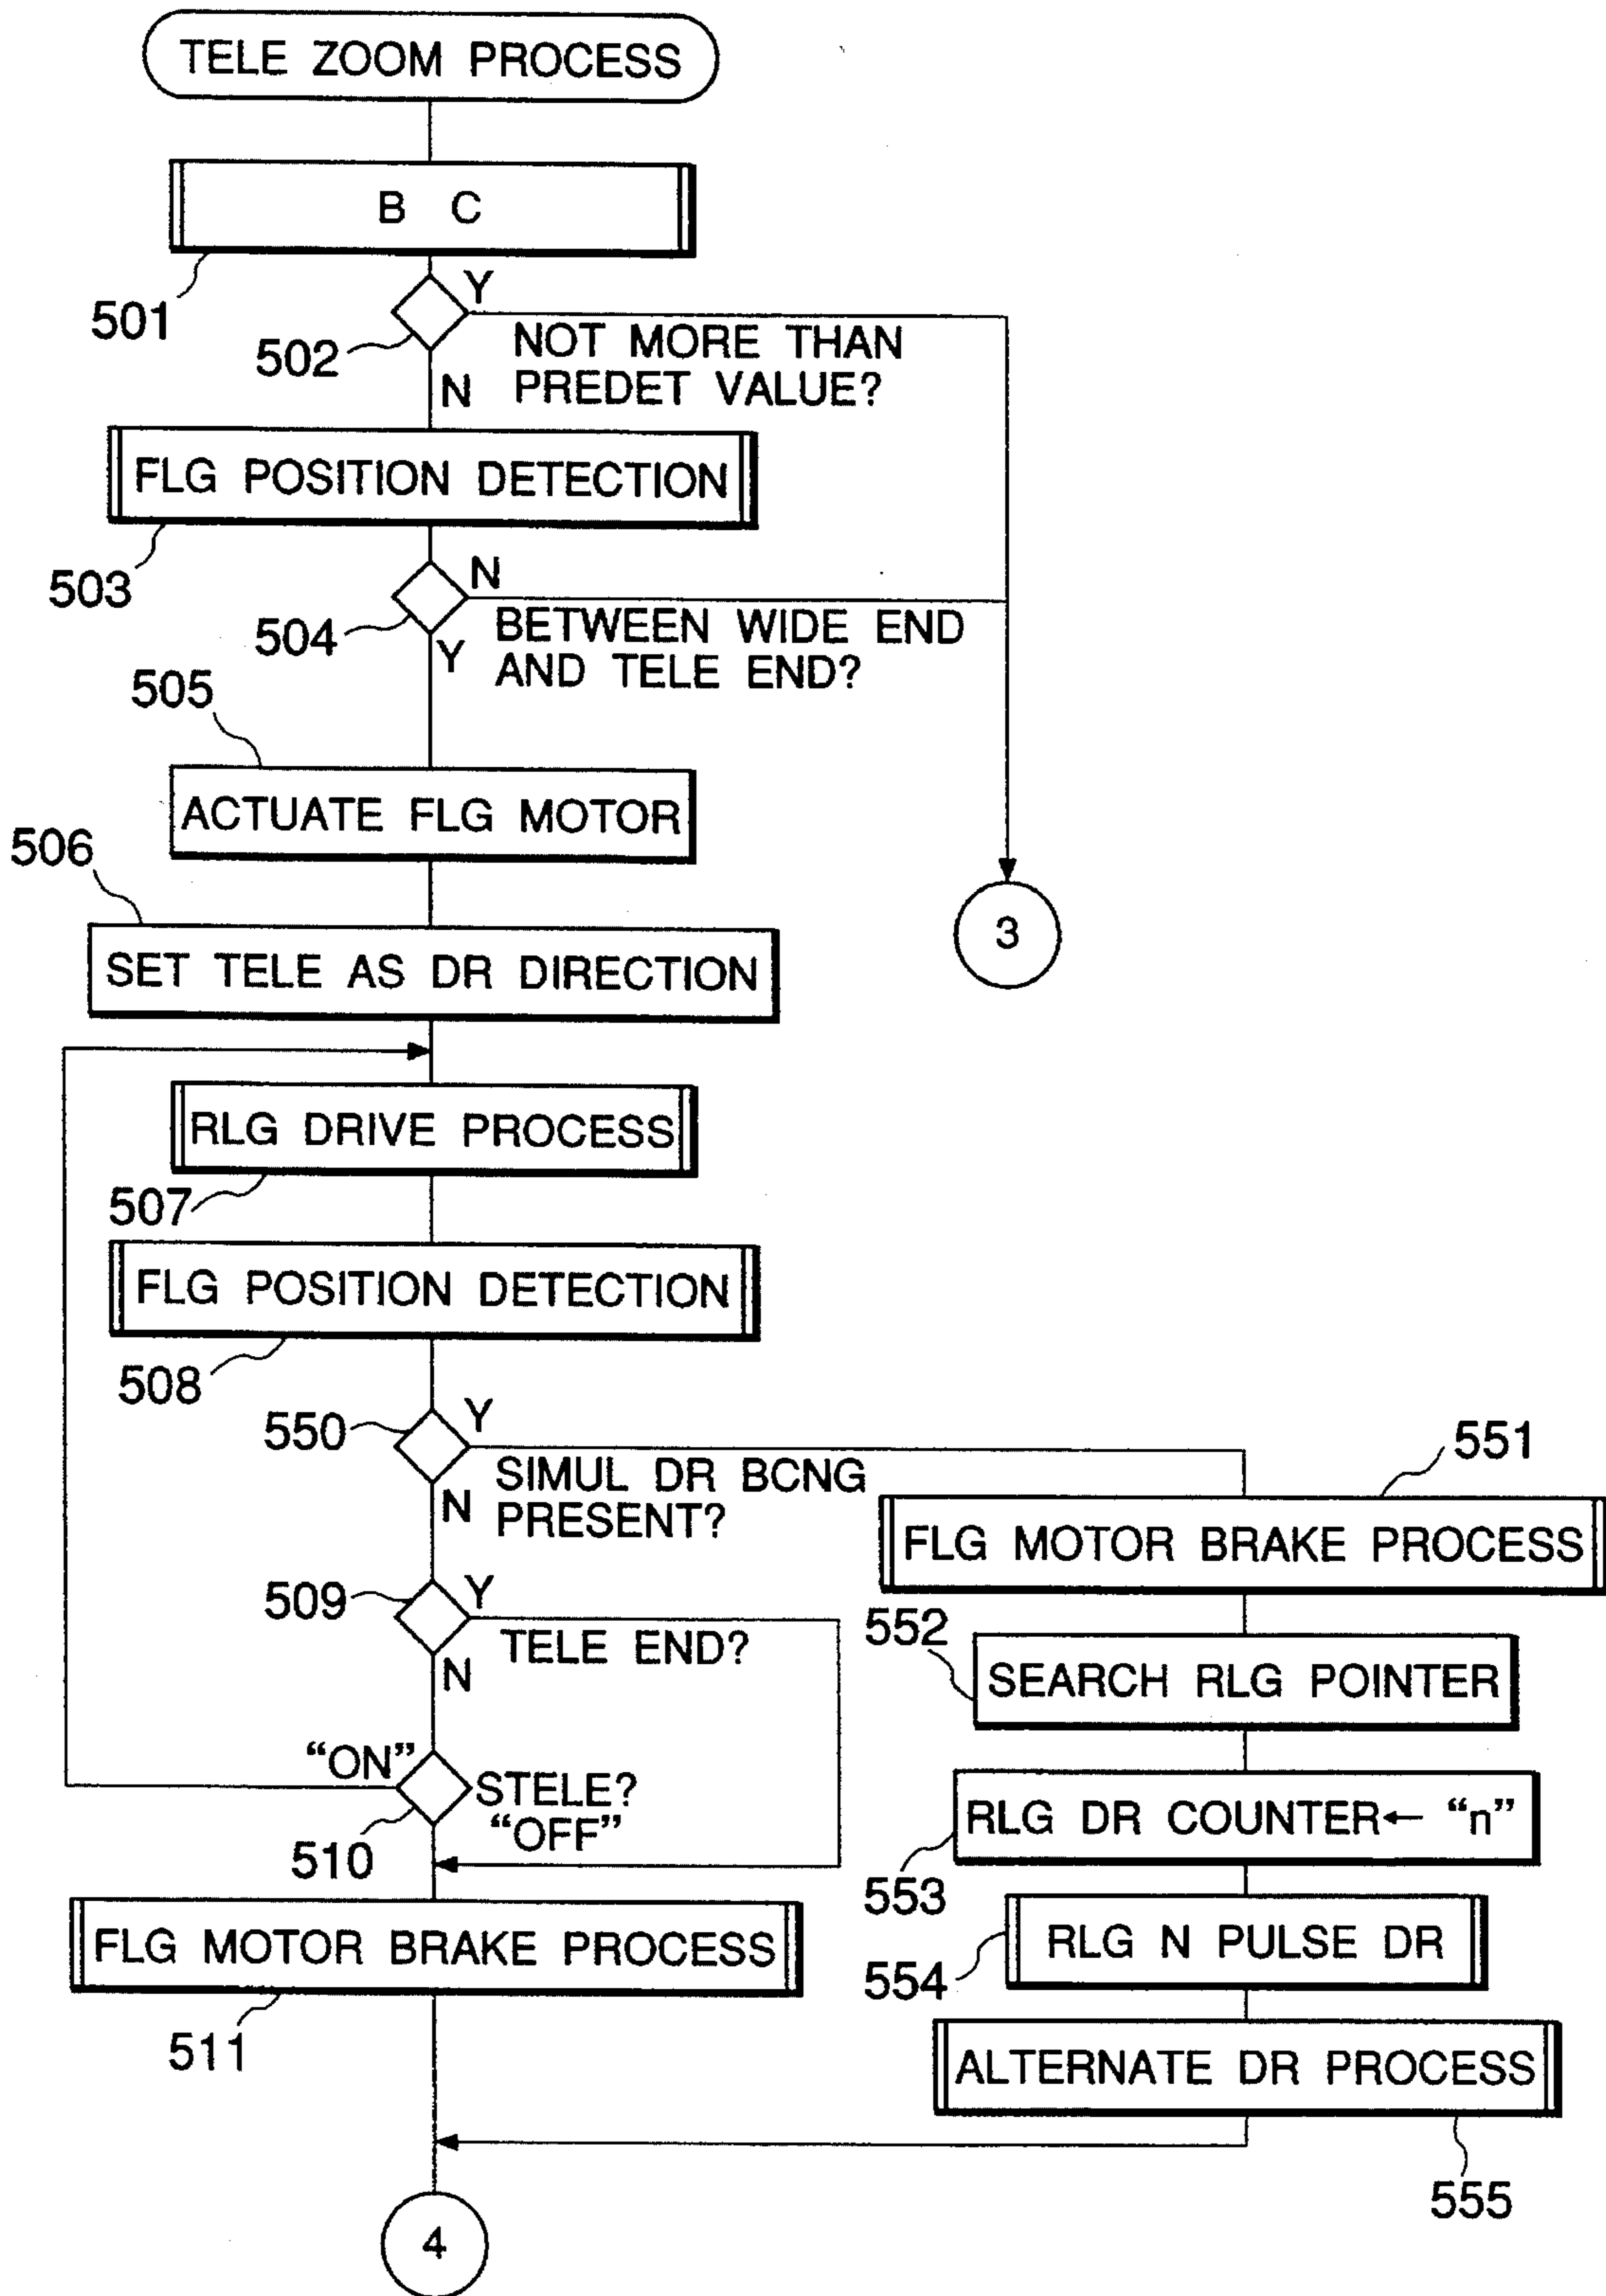 TELE ZOOM PROCESS
B C
501
Y
502
NOT MORE THAN
PREDET VALUE?
N
FLG POSITION DETECTION
503
N
504
BETWEEN WIDE END
AND TELE END?
Y
505
ACTUATE FLG MOTOR
506
SET TELE AS DR DIRECTION
3
RLG DRIVE PROCESS
507
FLG POSITION DETECTION
508
550
Y
SIMUL DR BCNG
PRESENT?
N
551
FLG MOTOR BRAKE PROCESS
509
Y
TELE END?
N
552
SEARCH RLG POINTER
“ON”
STELE?
“OFF”
510
RLG DR COUNTER← “n”
553
FLG MOTOR BRAKE PROCESS
511
RLG N PULSE DR
554
ALTERNATE DR PROCESS
555
4